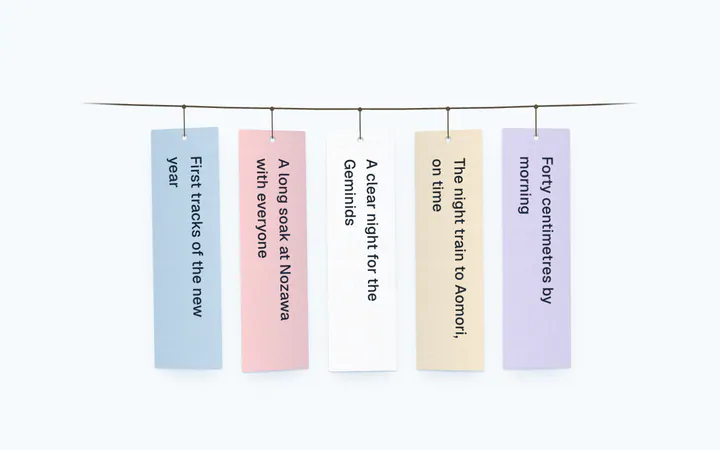 First tracks of the new
year
A long soak at Nozawa
with everyone
A clear night for the
Geminids
The night train to Aomori,
on time
Forty centimetres by
morning